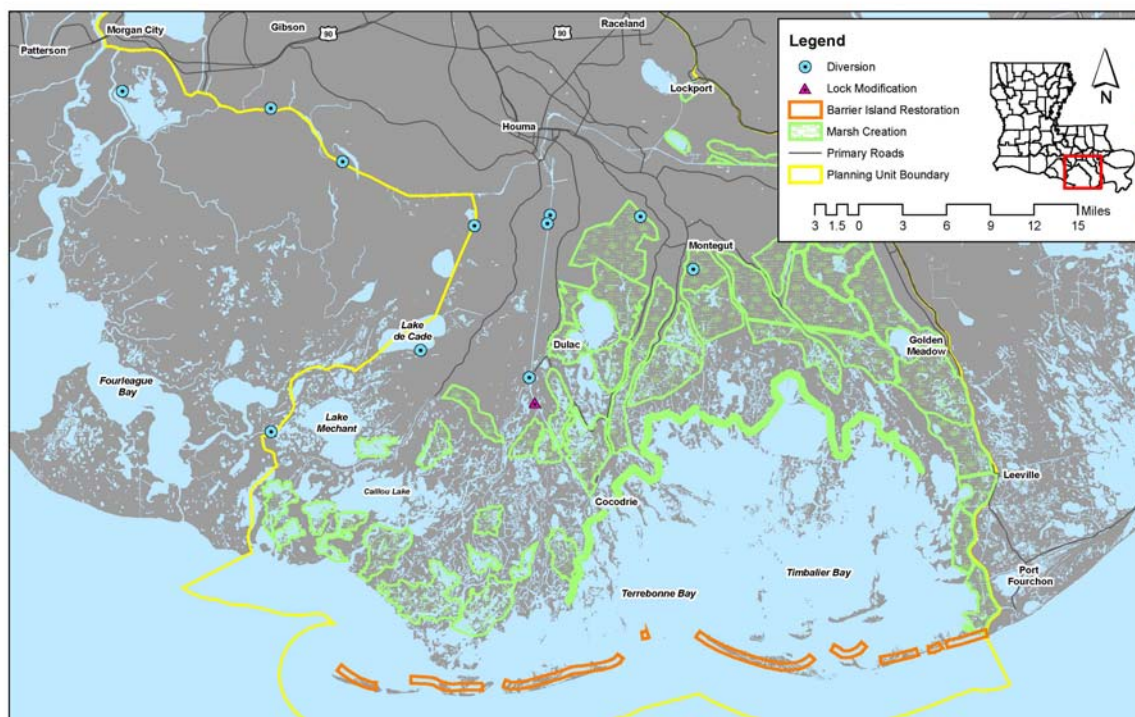 Morgan City
Gibson
90
Patterson
Raceland
90
Lockport
Houma
Montegut
Lake
de Cade
Dulac
Golden
Meadow
Fourleague
Bay
Lake
Mechant
Caillou Lake
Cocodrie
Leeville
Timbalier Bay
Port
Fourchon
Terrebonne Bay
Legend
Diversion
Lock Modification
Barrier Island Restoration
Marsh Creation
Primary Roads
Planning Unit Boundary
N
Miles
3 1.5 0 3 6 9 12 15